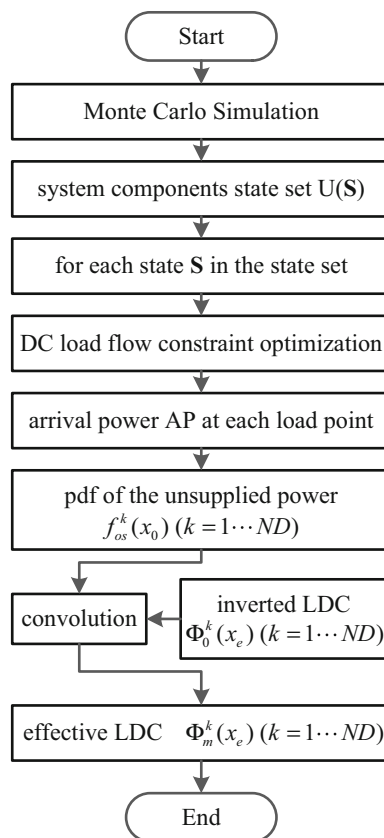 Start
Monte Carlo Simulation
system components state set U(S)
for each state S in the state set
DC load flow constraint optimization
arrival power AP at each load point
pdf of the unsupplied power
f_{os}^{k}(x_0) (k = 1⋯ND)
convolution
inverted LDC
Φ_0^k(x_e) (k = 1⋯ND)
effective LDC Φ_m^k(x_e) (k = 1⋯ND)
End